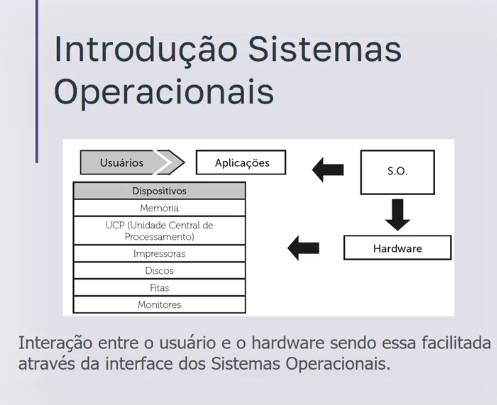 Introdução Sistemas
Operacionais
Usuários
Aplicações
S.O.
Dispositivos
Memória
UCP (Unidade Central de
Processamento)
Impressoras
Discos
Fitas
Monitores
Hardware
Interação entre o usuário e o hardware sendo essa facilitada
através da interface dos Sistemas Operacionais.